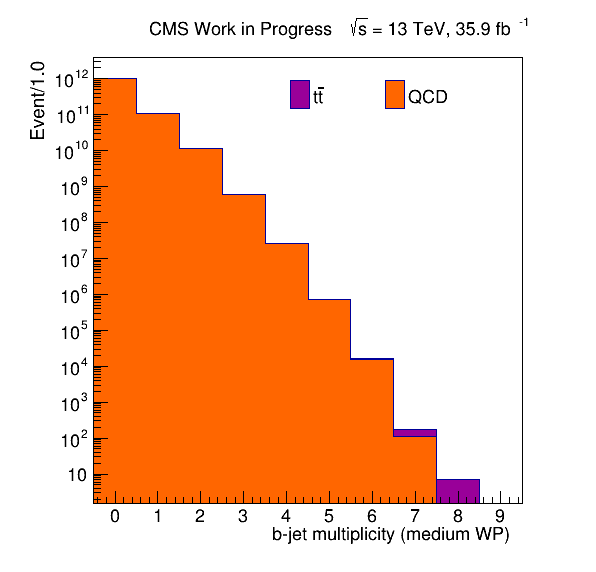 CMS Work in Progress √s = 13 TeV, 35.9 fb⁻¹
Event/1.0
tt̄ QCD
10¹²
10¹¹
10¹⁰
10⁹
10⁸
10⁷
10⁶
10⁵
10⁴
10³
10²
10
0 1 2 3 4 5 6 7 8 9
b-jet multiplicity (medium WP)